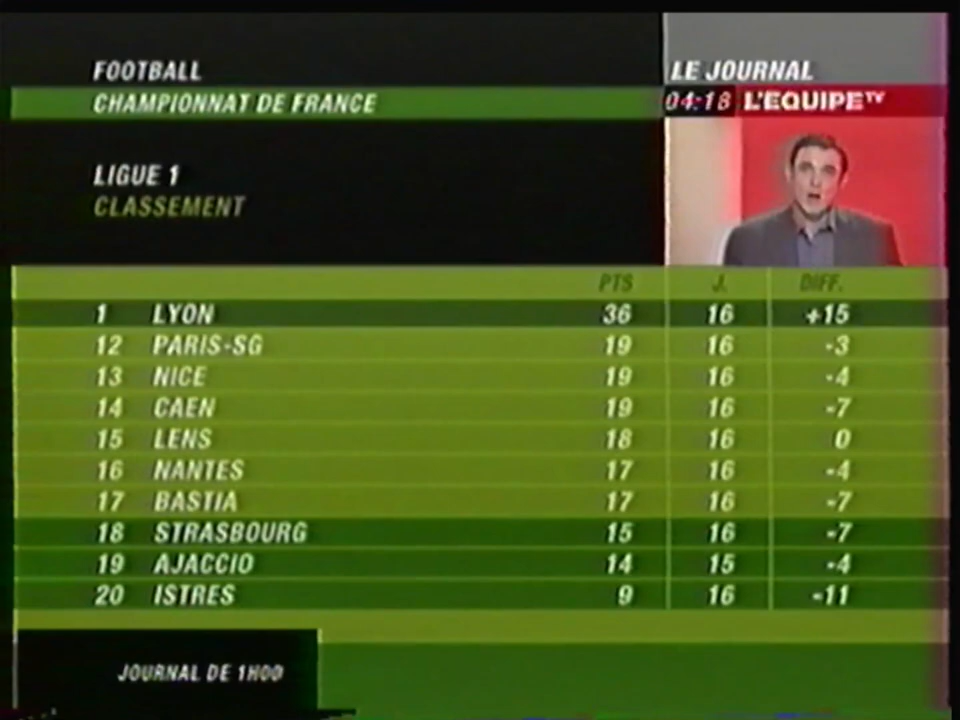 FOOTBALL
LE JOURNAL
CHAMPIONNAT DE FRANCE
04:18 L'EQUIPE TV
LIGUE 1
CLASSEMENT
PTS J. DIFF.
1 LYON 36 16 +15
12 PARIS-SG 19 16 -3
13 NICE 19 16 -4
14 CAEN 19 16 -7
15 LENS 18 16 0
16 NANTES 17 16 -4
17 BASTIA 17 16 -7
18 STRASBOURG 15 16 -7
19 AJACCIO 14 15 -4
20 ISTRES 9 16 -11
JOURNAL DE 1H00